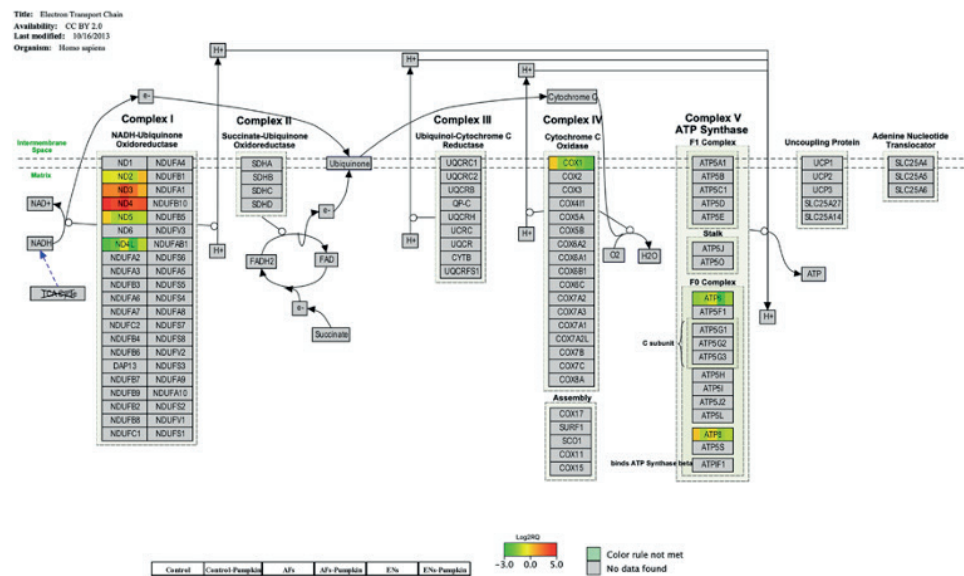 Title: Electron Transport Chain
Availability: CC BY 2.0
Last modified: 10/16/2013
Organism: Homo sapiens
H+
H+
H+
e-
Cytochrome C
Complex I
NADH-Ubiquinone
Oxidoreductase
Complex II
Succinate-Ubiquinone
Oxidoreductase
Complex III
Ubiquinol-Cytochrome C
Reductase
Complex IV
Cytochrome C
Oxidase
Complex V
ATP Synthase
F1 Complex
Uncoupling Protein
Adenine Nucleotide
Translocator
Intermembrane
Space
Matrix
Ubiquinone
ND1 NDUFA4
ND2 NDUFB1
ND3 NDUFA1
ND4 NDUFB10
ND5 NDUFB5
ND6 NDUFV3
ND4L NDUFAB1
NDUFA2 NDUFS6
NDUFA3 NDUFA5
NDUFB3 NDUFS5
NDUFA6 NDUFS4
NDUFA7 NDUFA8
NDUFC2 NDUFS7
NDUFB4 NDUFS8
NDUFB6 NDUFV2
DAP13 NDUFS3
NDUFB7 NDUFA9
NDUFB9 NDUFA10
NDUFB2 NDUFS2
NDUFB8 NDUFV1
NDUFC1 NDUFS1
NAD+
NADH
TCA Cycle
H+
SDHA
SDHB
SDHC
SDHD
e-
FADH2
FAD
e-
Succinate
UQCRC1
UQCRC2
UQCRB
QP-C
UQCRH
UCRC
UQCR
CYTB
UQCRFS1
H+
COX1
COX2
COX3
COX4I1
COX5A
COX5B
COX6A2
COX6A1
COX6B1
COX6C
COX7A2
COX7A3
COX7A1
COX7A2L
COX7B
COX7C
COX8A
H+
O2
H2O
Assembly
COX17
SURF1
SCO1
COX11
COX15
ATP5A1
ATP5B
ATP5C1
ATP5D
ATP5E
Stalk
ATP5J
ATP5O
F0 Complex
ATP6
ATP5F1
C subunit
ATP5G1
ATP5G2
ATP5G3
ATP5H
ATP5I
ATP5J2
ATP5L
ATP8
ATP5S
binds ATP Synthase beta
ATPIF1
ATP
H+
UCP1
UCP2
UCP3
SLC25A27
SLC25A14
SLC25A4
SLC25A5
SLC25A6
Log2RQ
-3.0 0.0 5.0
Color rule not met
No data found
Control Control-Pumpkin AFs AFs-Pumpkin ENs ENs-Pumpkin